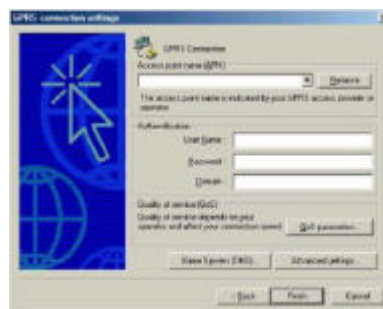 GPRS connection settings
GPRS Connection
Access point name (APN)
Remove
The access point name is indicated by your GPRS access provider or
operator
Authentification
User Name :
Password :
Domain :
Quality of service (QoS)
Quality of service depends on your
operator and affect your connection speed
QoS parameters...
Name Servers (DNS)...
Advanced settings...
< Back
Finish
Cancel